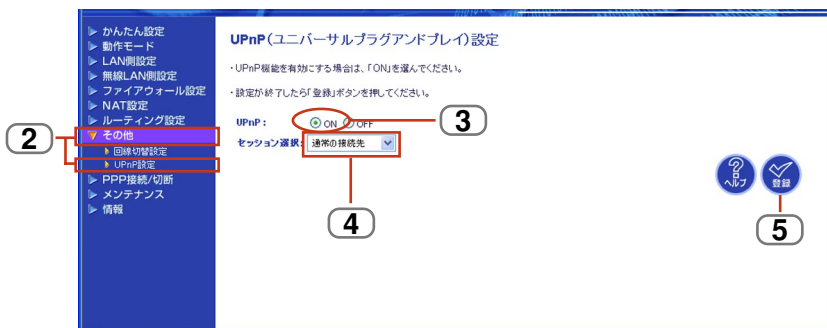 かんたん設定
動作モード
LAN側設定
無線LAN側設定
ファイアウォール設定
NAT設定
ルーティング設定
その他
回線切替設定
UPnP設定
PPP接続/切断
メンテナンス
情報
2
UPnP(ユニバーサルプラグアンドプレイ)設定
・UPnP機能を有効にする場合は、「ON」を選んでください。
・設定が終了したら「登録」ボタンを押してください。
UPnP： ON OFF
3
セッション選択： 通常の接続先
4
ヘルプ 登録
5